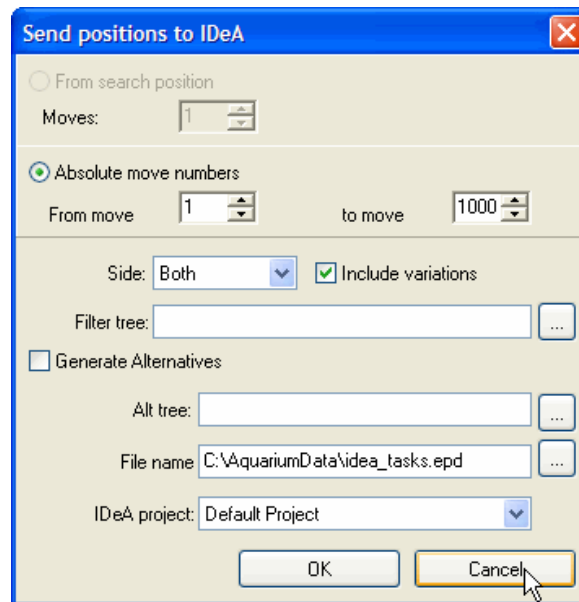 Send positions to IDeA
From search position
Moves: 1
Absolute move numbers
From move 1 to move 1000
Side: Both Include variations
Filter tree: ...
Generate Alternatives
Alt tree: ...
File name C:\AquariumData\idea_tasks.epd ...
IDeA project: Default Project
OK Cancel